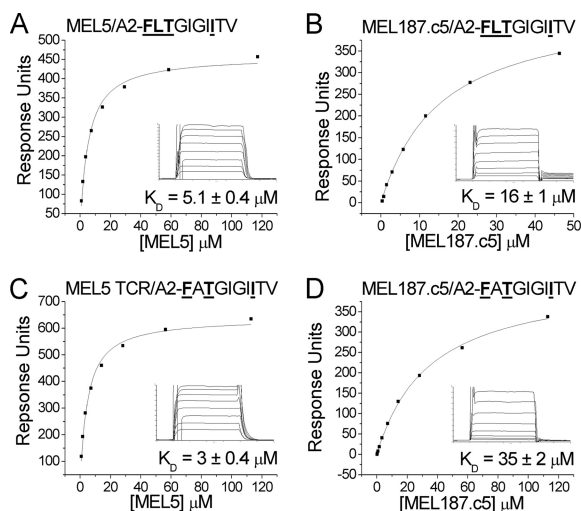 A MEL5/A2-FLTGIGIITV
Response Units
500
450
400
350
300
250
200
150
100
50
K_D = 5.1 ± 0.4 µM
0 20 40 60 80 100 120
[MEL5] µM
B MEL187.c5/A2-FLTGIGIITV
Response Units
350
300
250
200
150
100
50
0
K_D = 16 ± 1 µM
0 10 20 30 40 50
[MEL187.c5] µM
C MEL5 TCR/A2-FATGIGIITV
Repsonse Units
700
600
500
400
300
200
100
K_D = 3 ± 0.4 µM
0 20 40 60 80 100 120
[MEL5] µM
D MEL187.c5/A2-FATGIGIITV
Response Units
350
300
250
200
150
100
50
0
-50
K_D = 35 ± 2 µM
0 20 40 60 80 100 120
[MEL187.c5] µM